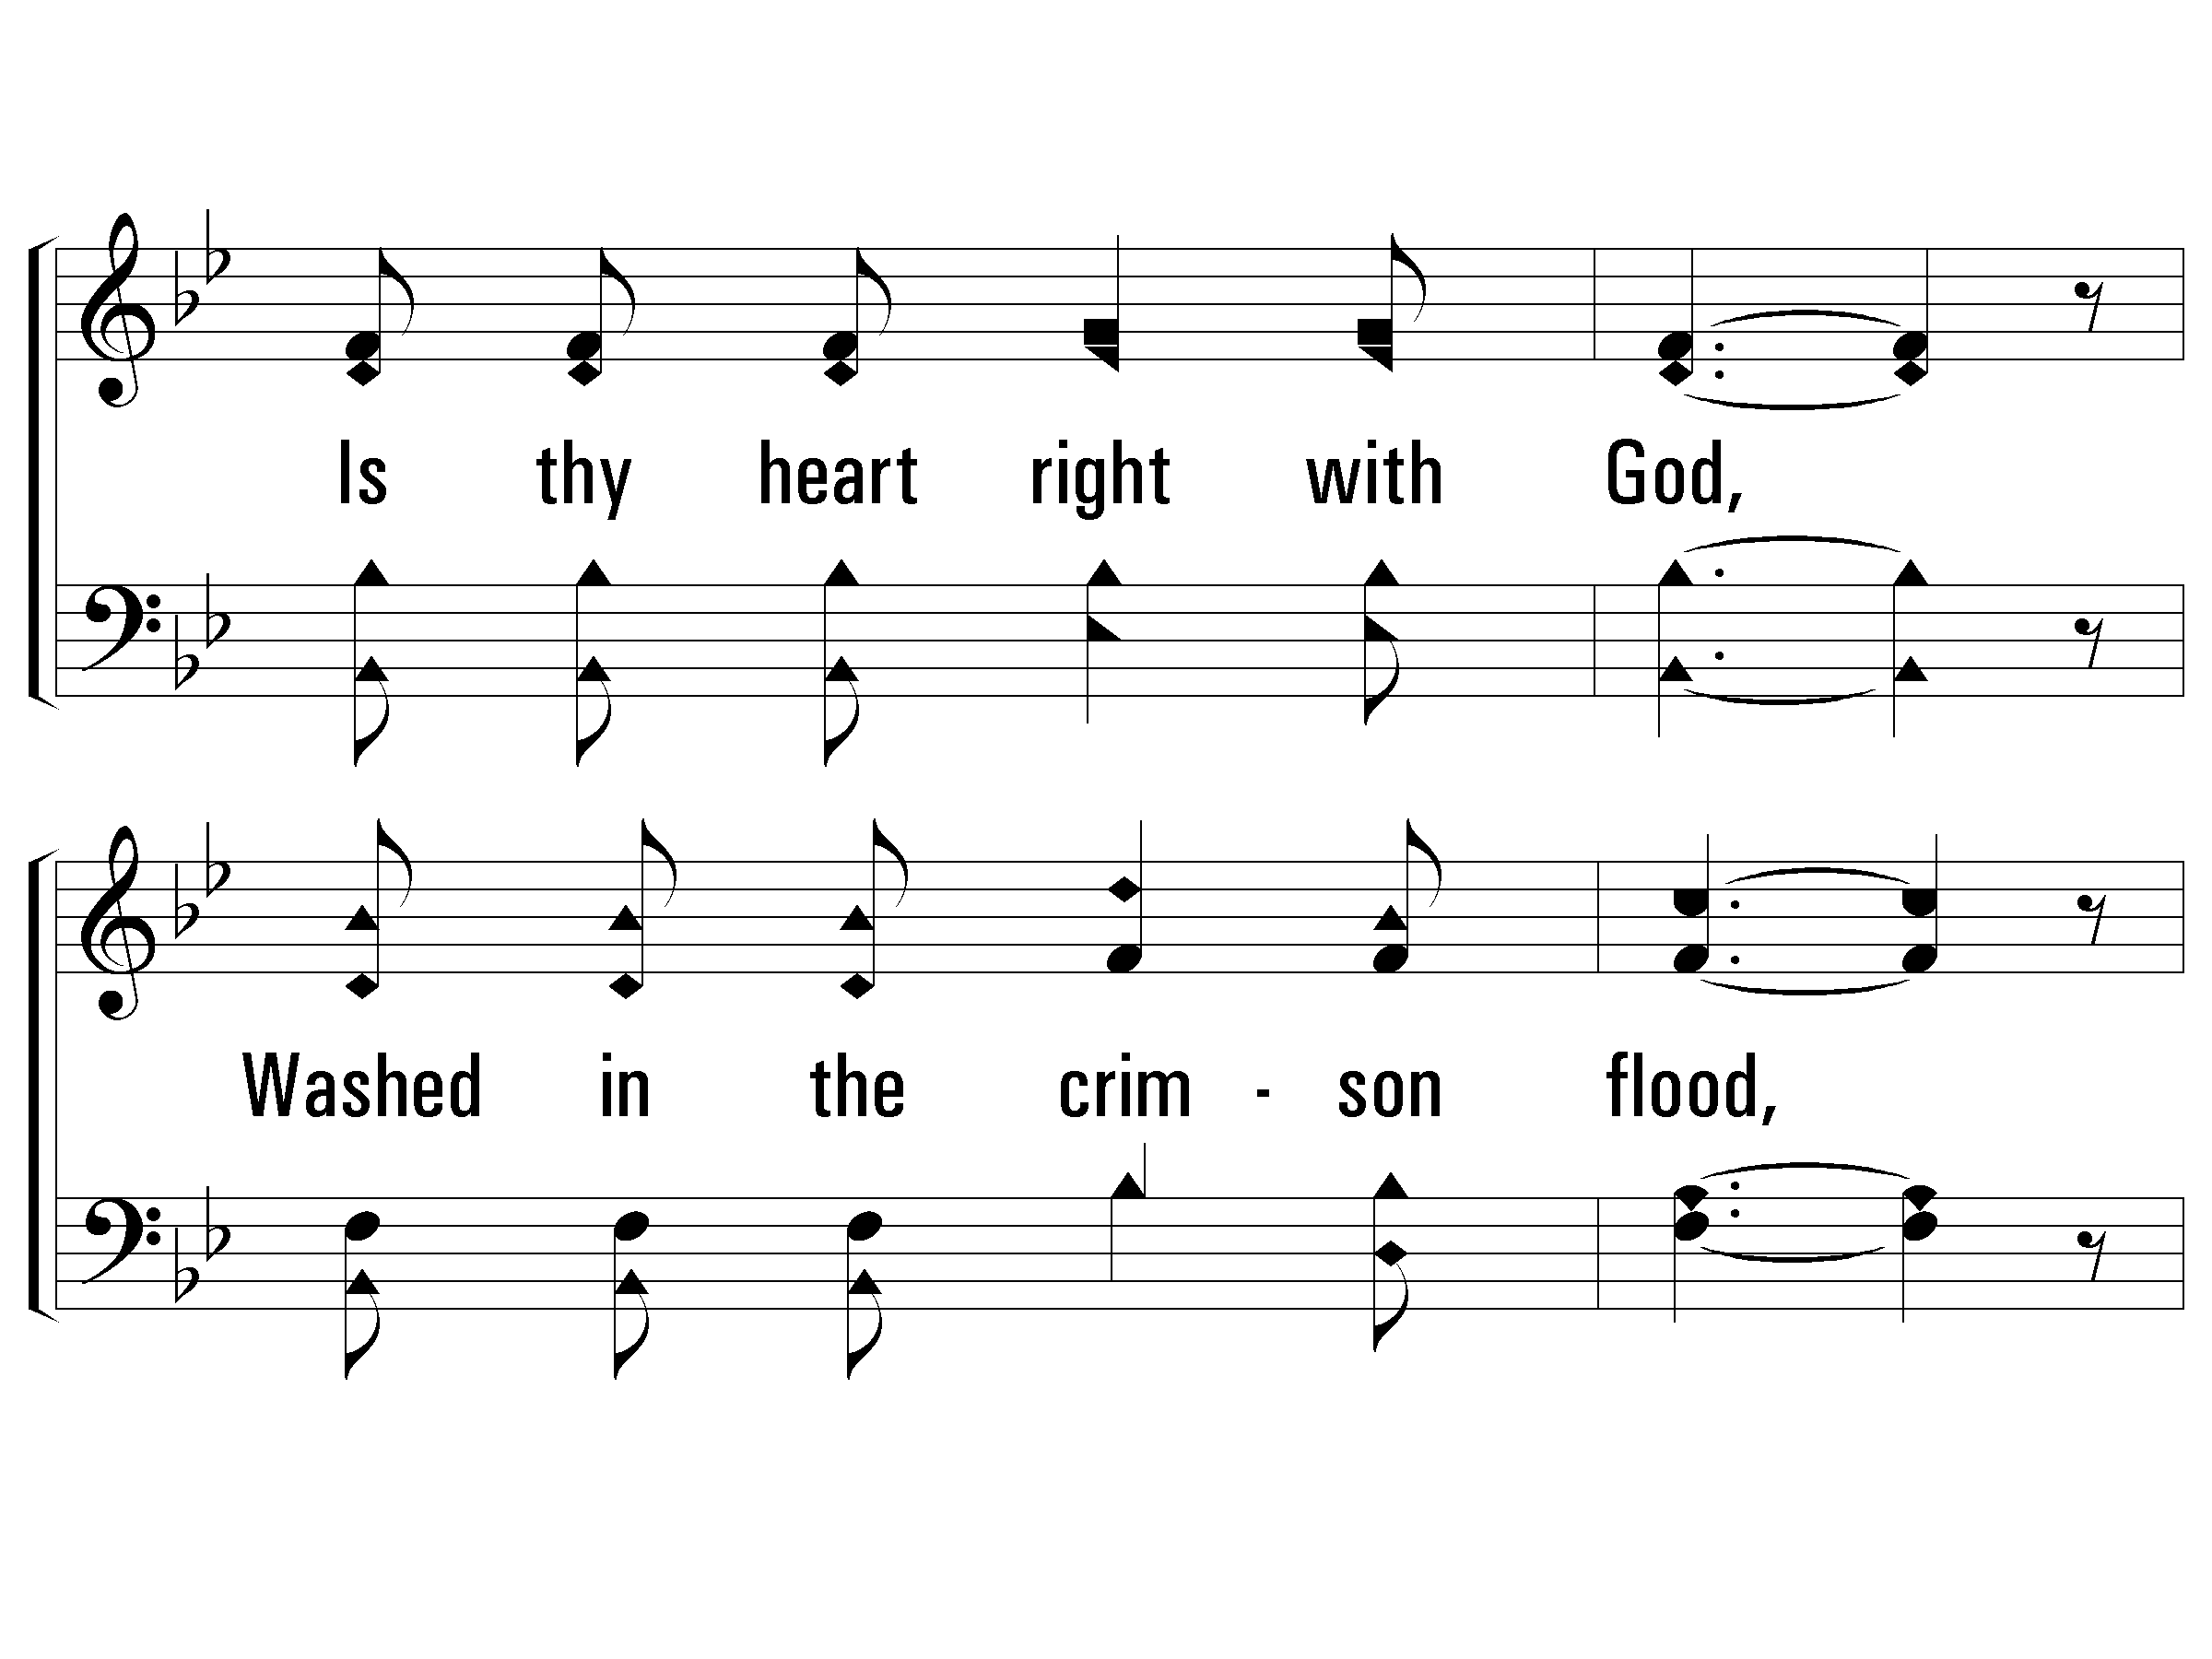 Is thy heart right with God,
Washed in the crim - son flood,